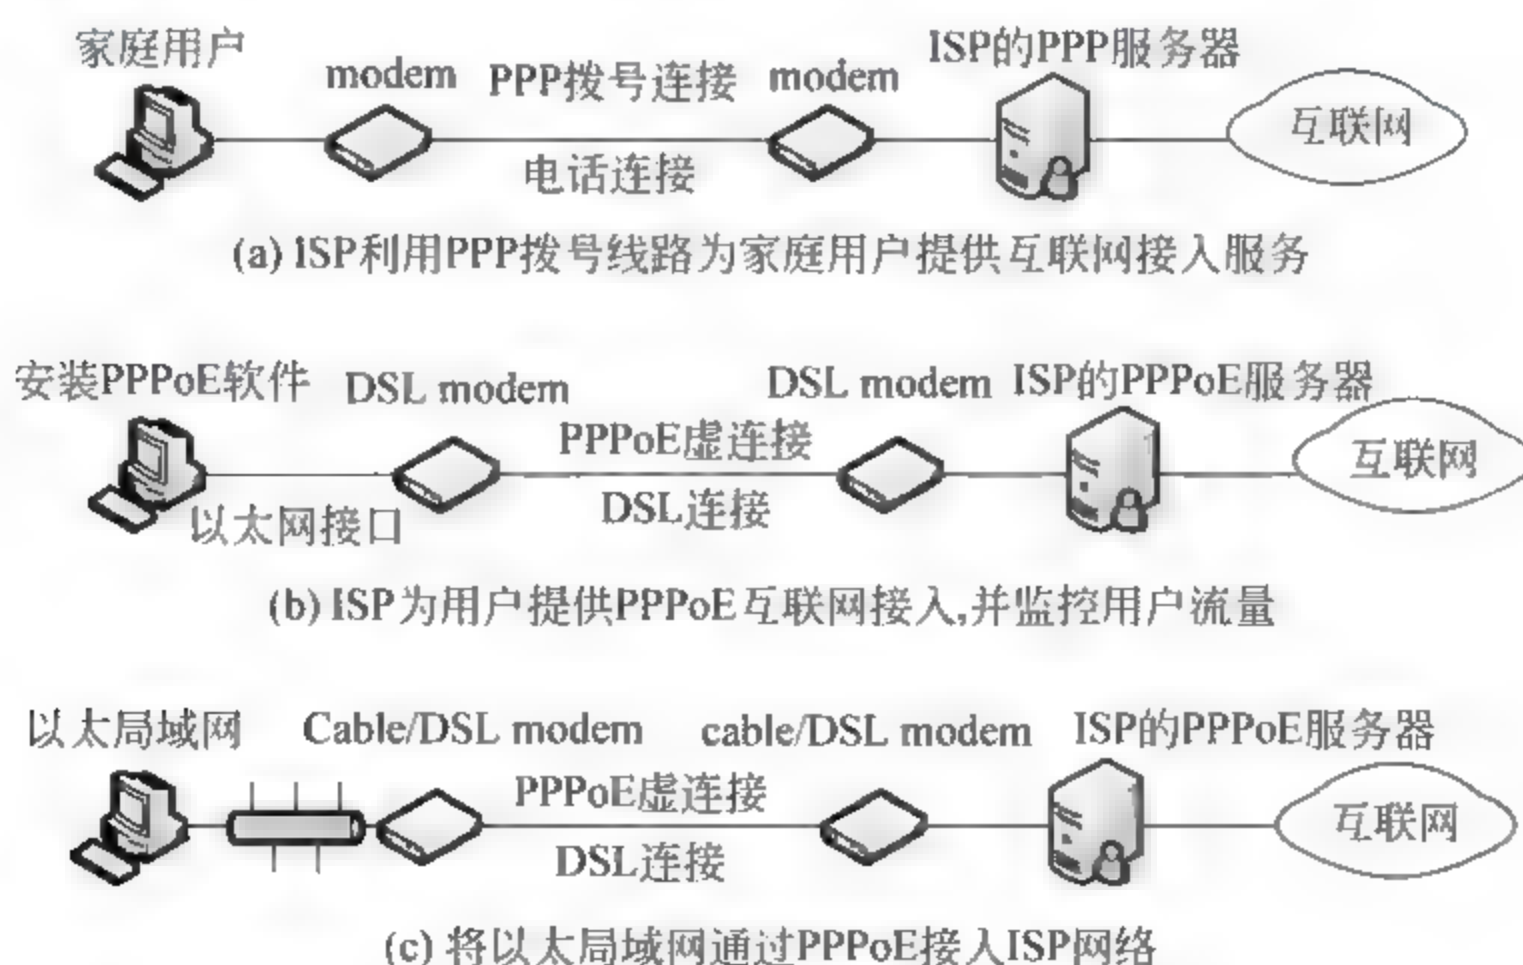 家庭用户
modem
PPP拨号连接
modem
ISP的PPP服务器
互联网
电话连接
(a) ISP利用PPP拨号线路为家庭用户提供互联网接入服务
安装PPPoE软件
DSL modem
DSL modem
ISP的PPPoE服务器
PPPoE虚连接
互联网
以太网接口
DSL连接
(b) ISP为用户提供PPPoE互联网接入,并监控用户流量
以太局域网
Cable/DSL modem
cable/DSL modem
ISP的PPPoE服务器
PPPoE虚连接
互联网
DSL连接
(c) 将以太局域网通过PPPoE接入ISP网络